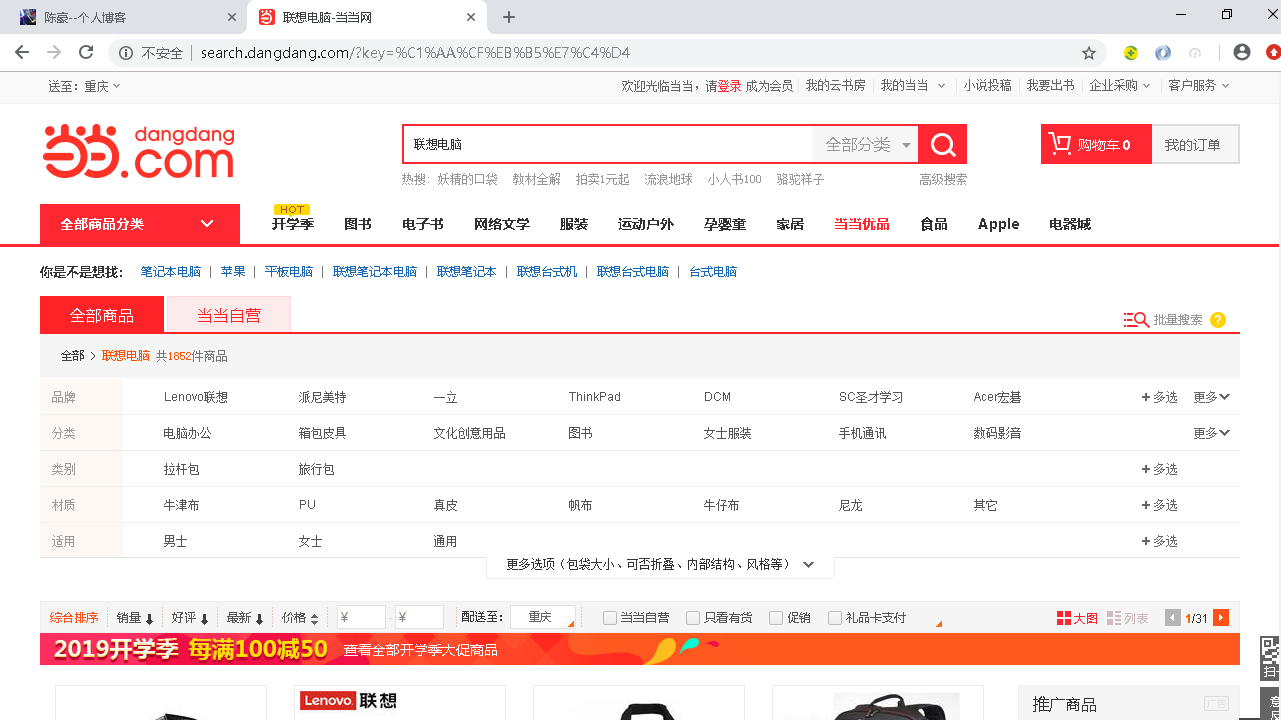 陈豪--个人博客
联想电脑-当当网
不安全 search.dangdang.com/?key=%C1%AA%CF%EB%B5%E7%C4%D4
送至：重庆 欢迎光临当当，请登录 成为会员 我的云书房 我的当当 小说投稿 我要出书 企业采购 客户服务
dangdang
.com
联想电脑 全部分类 购物车 0 我的订单
热搜: 妖精的口袋 教材全解 拍卖1元起 流浪地球 小人书100 骆驼祥子 高级搜索
HOT
全部商品分类 开学季 图书 电子书 网络文学 服装 运动户外 孕婴童 家居 当当优品 食品 Apple 电器城
你是不是想找： 笔记本电脑 | 苹果 | 平板电脑 | 联想笔记本电脑 | 联想笔记本 | 联想台式机 | 联想台式电脑 | 台式电脑
全部商品 当当自营 批量搜索 ?
全部 > 联想电脑 共1852件商品
品牌 Lenovo联想 派尼美特 一立 ThinkPad DCM SC圣才学习 Acer宏碁 +多选 更多
分类 电脑办公 箱包皮具 文化创意用品 图书 女士服装 手机通讯 数码影音 更多
类别 拉杆包 旅行包 +多选
材质 牛津布 PU 真皮 帆布 牛仔布 尼龙 其它 +多选
适用 男士 女士 通用 +多选
更多选项（包袋大小、可否折叠、内部结构、风格等）
综合排序 销量 好评 最新 价格 ¥ - ¥ 配送至： 重庆 当当自营 只看有货 促销 礼品卡支付 大图 列表 1/31
2019开学季 每满100减50 查看全部开学季大促商品
扫
Lenovo 联想 推广商品 广告